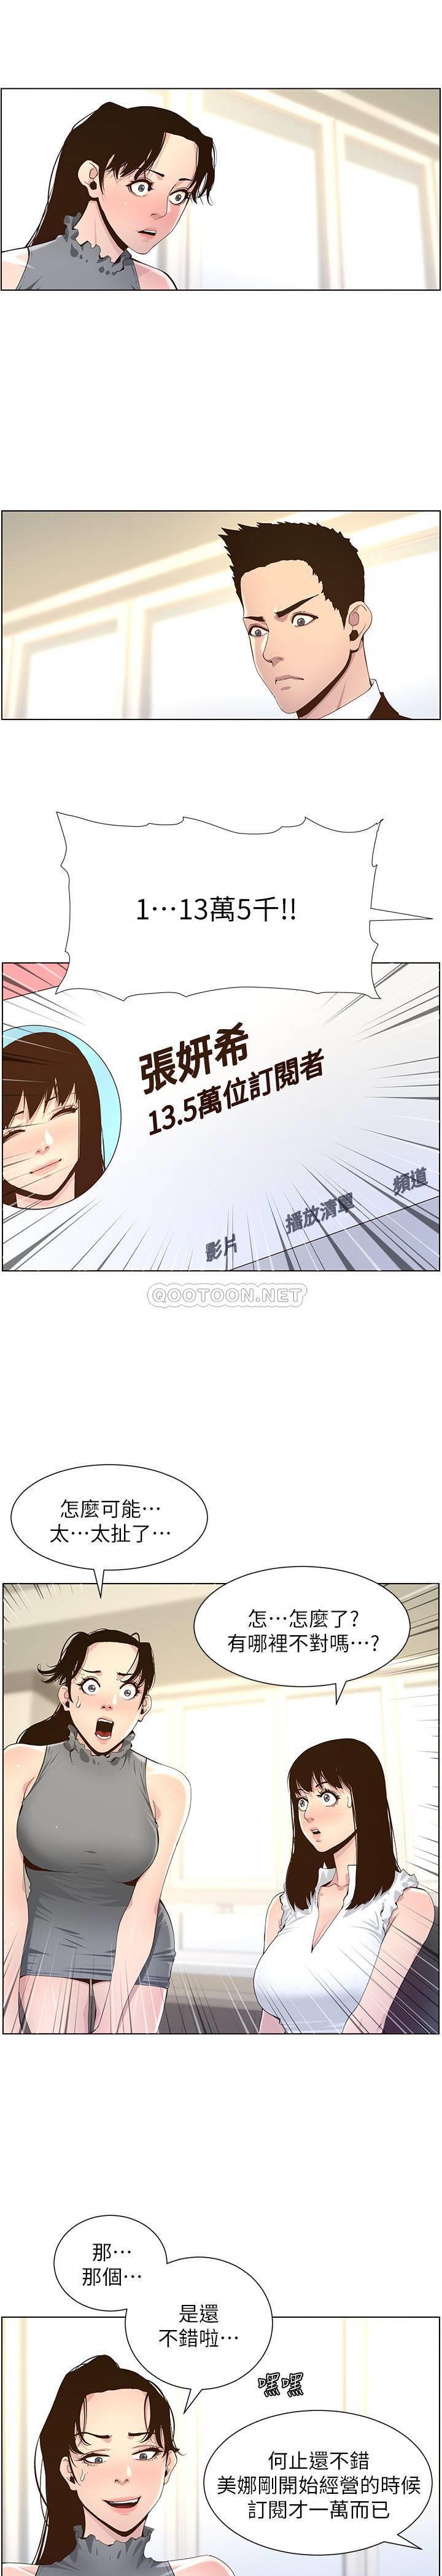 1…13萬5千!!
張妍希
13.5萬位訂閱者
影片
播放清單
頻道
QOOTOON.NET
怎麼可能…
太…太扯了…
怎…怎麼了?
有哪裡不對嗎…?
那…
那個…
是還
不錯啦…
嘿嘿
何止還不錯
美娜剛開始經營的時候
訂閱才一萬而已